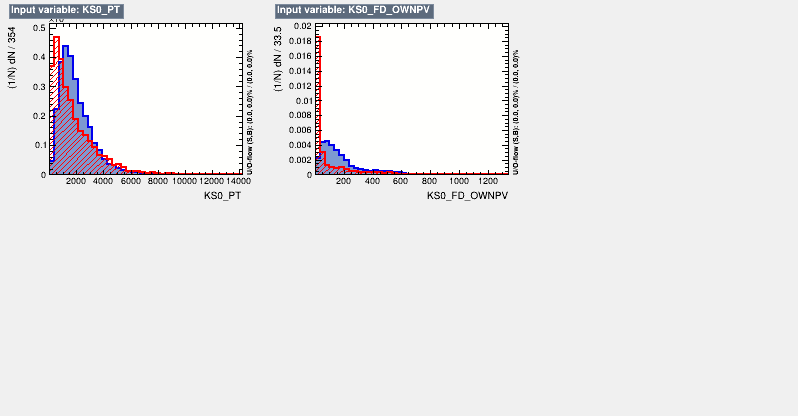 Input variable: KS0_PT
(1/N) dN / 354
0.5
0.4
0.3
0.2
0.1
0
2000 4000 6000 8000 10000 12000 14000
KS0_PT
U/O-flow (S,B): (0.0, 0.0)% / (0.0, 0.0)%
Input variable: KS0_FD_OWNPV
(1/N) dN / 33.5
0.02
0.018
0.016
0.014
0.012
0.01
0.008
0.006
0.004
0.002
0
200 400 600 800 1000 1200
KS0_FD_OWNPV
U/O-flow (S,B): (0.0, 0.0)% / (0.0, 0.0)%